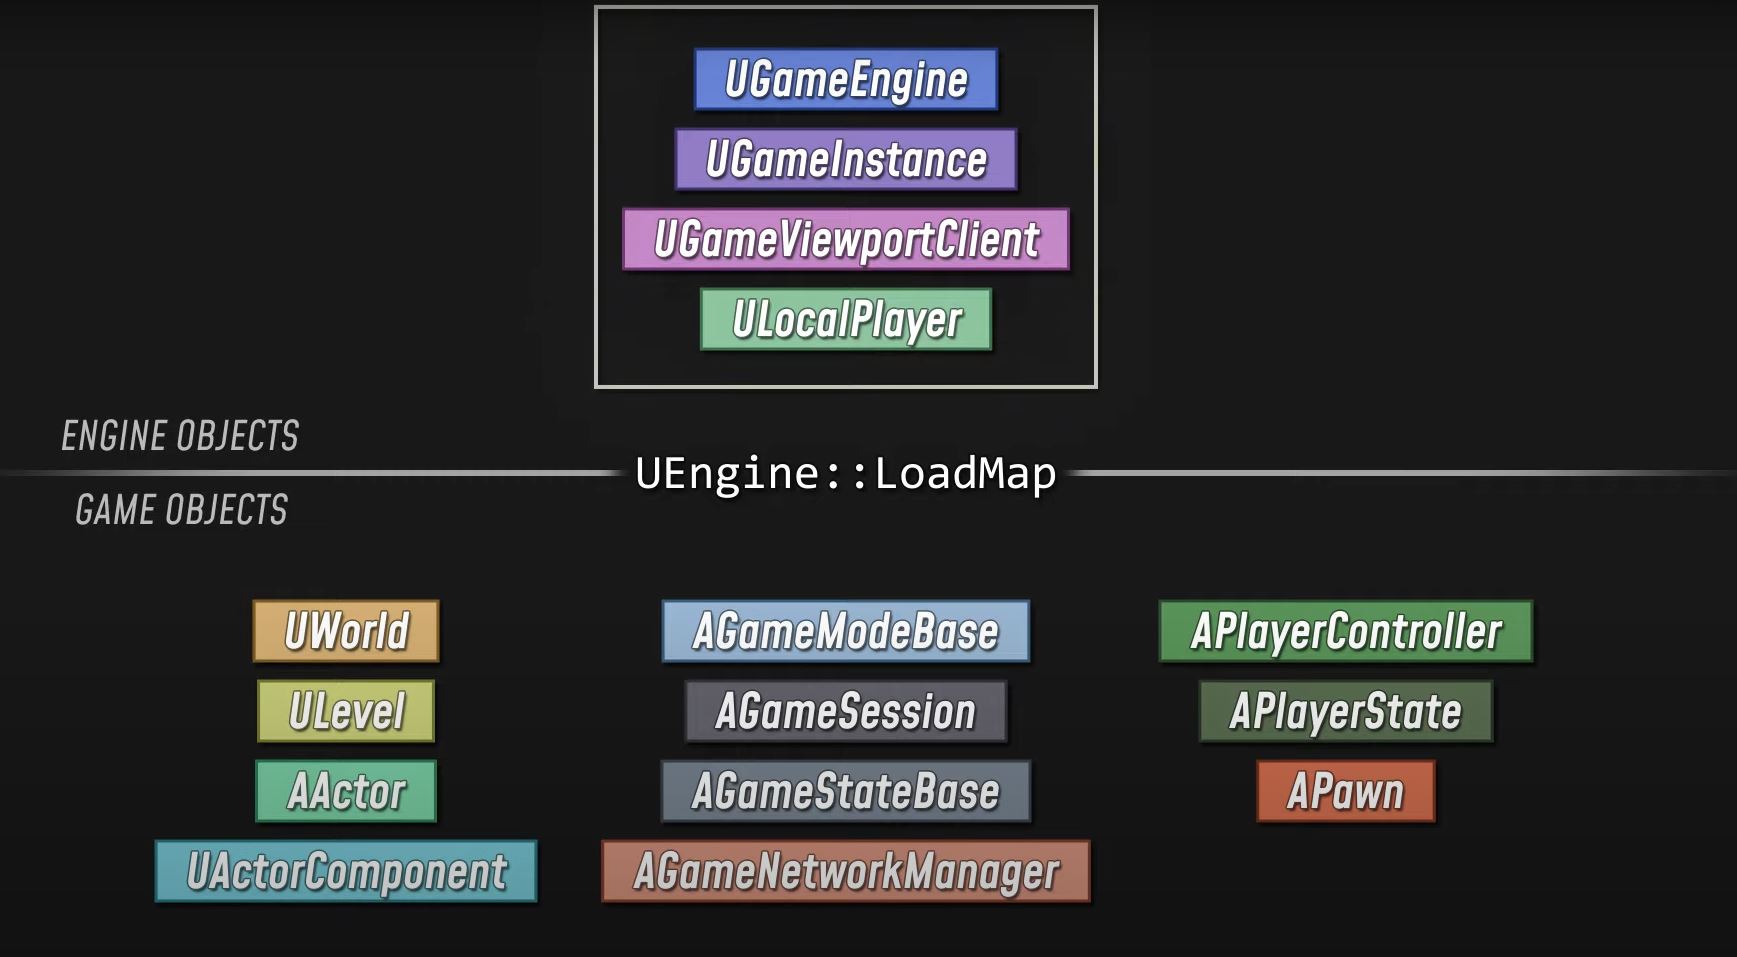 UGameEngine
UGameInstance
UGameViewportClient
ULocalPlayer
ENGINE OBJECTS
UEngine::LoadMap
GAME OBJECTS
UWorld
ULevel
AActor
UActorComponent
AGameModeBase
AGameSession
AGameStateBase
AGameNetworkManager
APlayerController
APlayerState
APawn